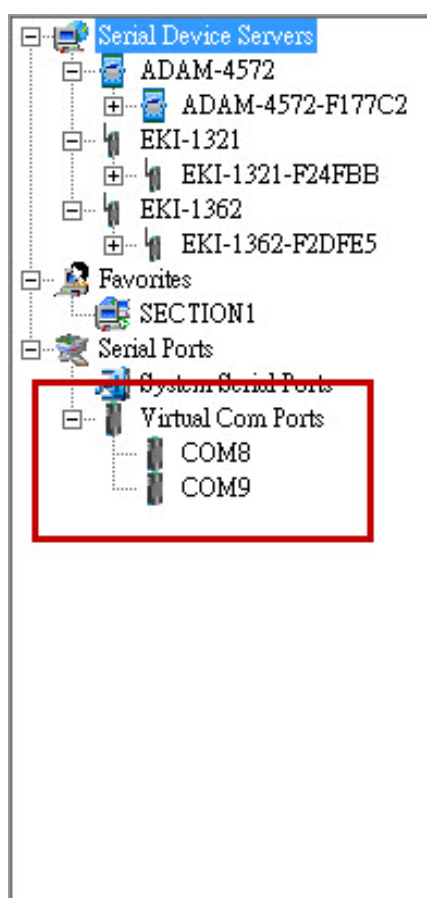 Serial Device Servers
ADAM-4572
ADAM-4572-F177C2
EKI-1321
EKI-1321-F24FBB
EKI-1362
EKI-1362-F2DFE5
Favorites
SECTION1
Serial Ports
System Serial Ports
Virtual Com Ports
COM8
COM9